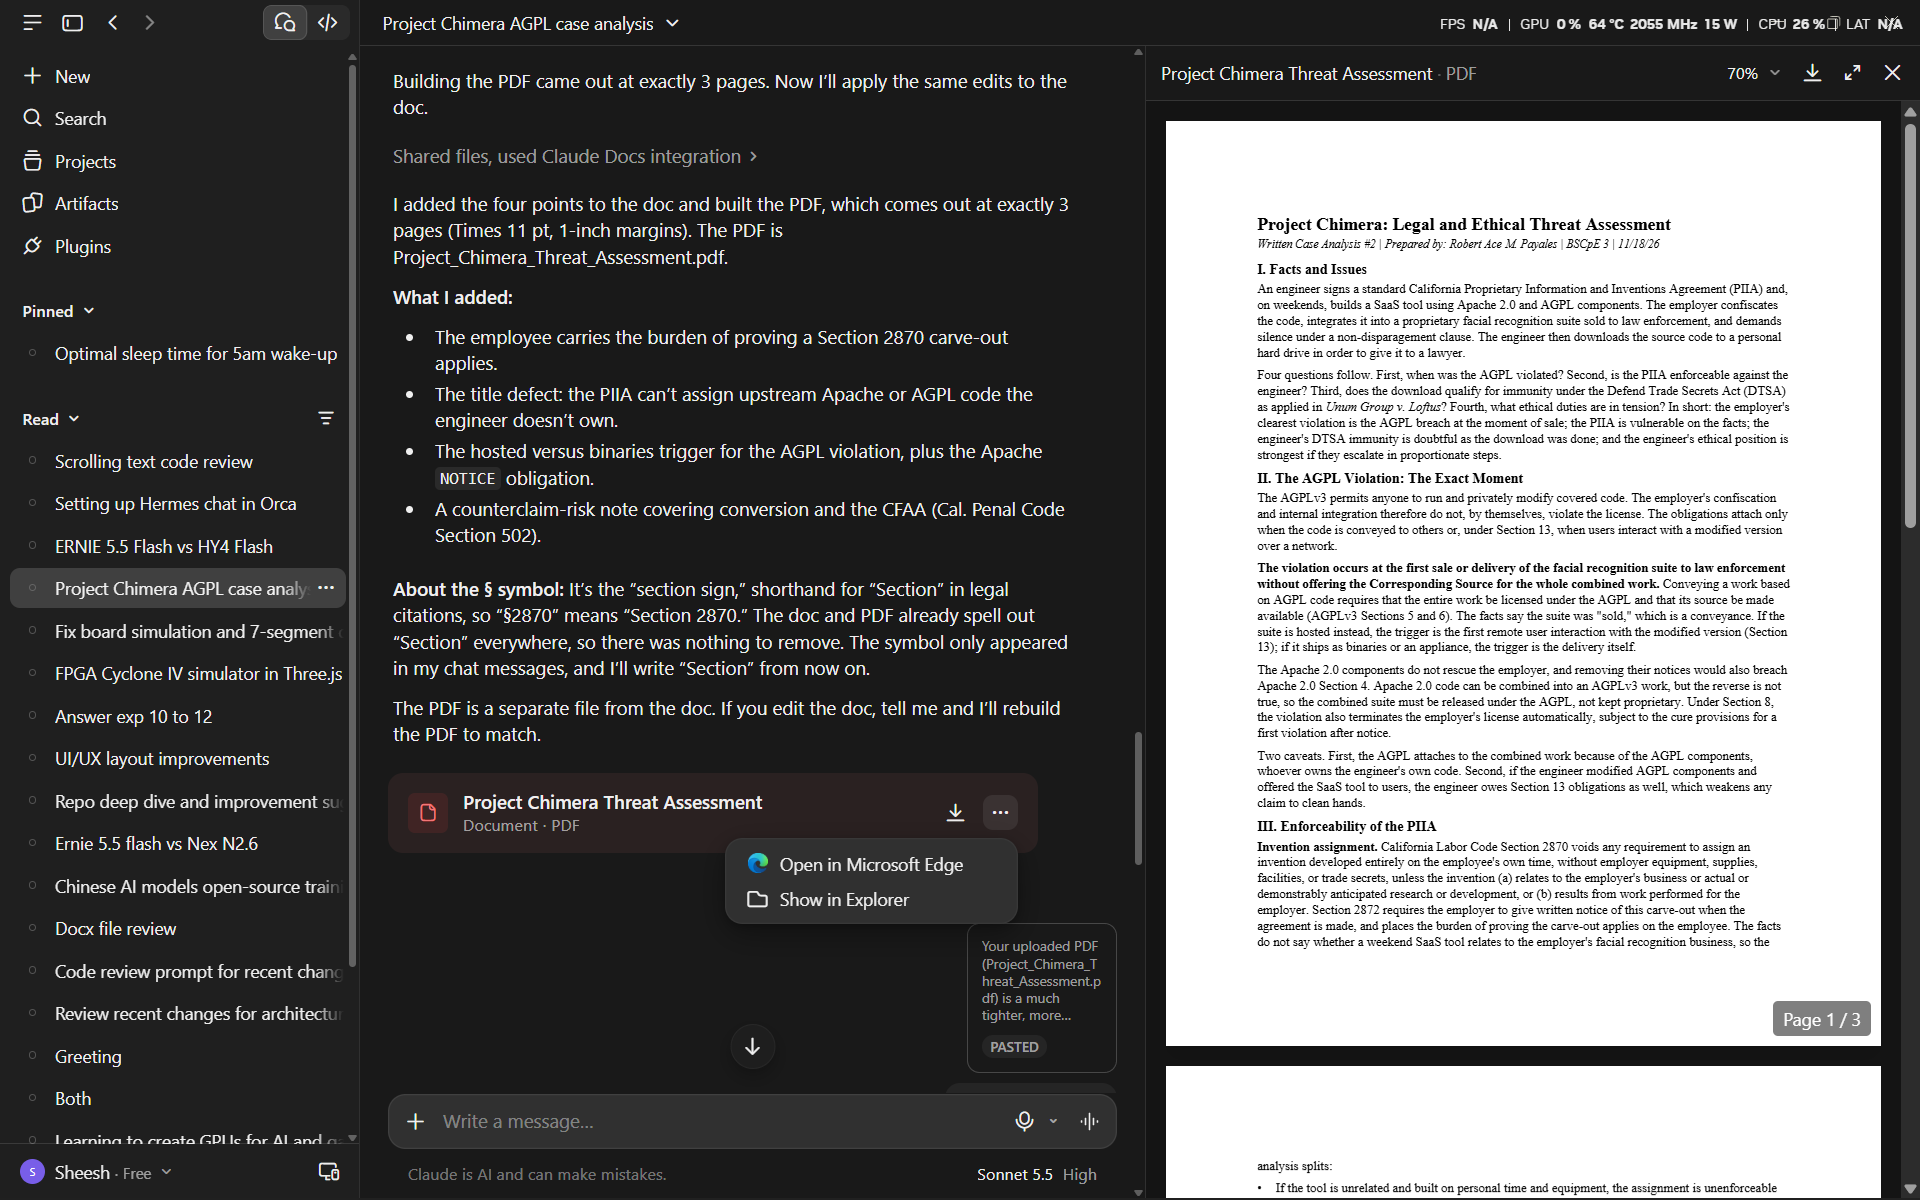 Project Chimera AGPL case analysis
FPS N/A | GPU 0 % 64 °C 2055 MHz 15 W | CPU 26 % LAT N/A
New
Search
Projects
Artifacts
Plugins
Pinned
Optimal sleep time for 5am wake-up
Read
Scrolling text code review
Setting up Hermes chat in Orca
ERNIE 5.5 Flash vs HY4 Flash
Project Chimera AGPL case analy
Fix board simulation and 7-segment
FPGA Cyclone IV simulator in Three.js
Answer exp 10 to 12
UI/UX layout improvements
Repo deep dive and improvement su
Ernie 5.5 flash vs Nex N2.6
Chinese AI models open-source traini
Docx file review
Code review prompt for recent chang
Review recent changes for architectur
Greeting
Both
Learning to create GPUs for AI and
S Sheesh · Free
Building the PDF came out at exactly 3 pages. Now I'll apply the same edits to the
doc.
Shared files, used Claude Docs integration >
I added the four points to the doc and built the PDF, which comes out at exactly 3
pages (Times 11 pt, 1-inch margins). The PDF is
Project_Chimera_Threat_Assessment.pdf.
What I added:
• The employee carries the burden of proving a Section 2870 carve-out
applies.
• The title defect: the PIIA can't assign upstream Apache or AGPL code the
engineer doesn't own.
• The hosted versus binaries trigger for the AGPL violation, plus the Apache
NOTICE obligation.
• A counterclaim-risk note covering conversion and the CFAA (Cal. Penal Code
Section 502).
About the § symbol: It's the “section sign,” shorthand for “Section” in legal
citations, so “§2870” means “Section 2870.” The doc and PDF already spell out
“Section” everywhere, so there was nothing to remove. The symbol only appeared
in my chat messages, and I'll write “Section” from now on.
The PDF is a separate file from the doc. If you edit the doc, tell me and I'll rebuild
the PDF to match.
Project Chimera Threat Assessment
Document · PDF
Open in Microsoft Edge
Show in Explorer
Your uploaded PDF
(Project_Chimera_T
hreat_Assessment.p
df) is a much
tighter, more...
PASTED
Write a message...
Claude is AI and can make mistakes.
Sonnet 5.5 High
Project Chimera Threat Assessment · PDF
70%
Project Chimera: Legal and Ethical Threat Assessment
Written Case Analysis #2 | Prepared by: Robert Ace M. Payales | BSCpE 3 | 11/18/26
I. Facts and Issues
An engineer signs a standard California Proprietary Information and Inventions Agreement (PIIA) and,
on weekends, builds a SaaS tool using Apache 2.0 and AGPL components. The employer confiscates
the code, integrates it into a proprietary facial recognition suite sold to law enforcement, and demands
silence under a non-disparagement clause. The engineer then downloads the source code to a personal
hard drive in order to give it to a lawyer.
Four questions follow. First, when was the AGPL violated? Second, is the PIIA enforceable against the
engineer? Third, does the download qualify for immunity under the Defend Trade Secrets Act (DTSA)
as applied in Unum Group v. Loftus? Fourth, what ethical duties are in tension? In short: the employer's
clearest violation is the AGPL breach at the moment of sale; the PIIA is vulnerable on the facts; the
engineer's DTSA immunity is doubtful as the download was done; and the engineer's ethical position is
strongest if they escalate in proportionate steps.
II. The AGPL Violation: The Exact Moment
The AGPLv3 permits anyone to run and privately modify covered code. The employer's confiscation
and internal integration therefore do not, by themselves, violate the license. The obligations attach only
when the code is conveyed to others or, under Section 13, when users interact with a modified version
over a network.
The violation occurs at the first sale or delivery of the facial recognition suite to law enforcement
without offering the Corresponding Source for the whole combined work. Conveying a work based
on AGPL code requires that the entire work be licensed under the AGPL and that its source be made
available (AGPLv3 Sections 5 and 6). The facts say the suite was "sold," which is a conveyance. If the
suite is hosted instead, the trigger is the first remote user interaction with the modified version (Section
13); if it ships as binaries or an appliance, the trigger is the delivery itself.
The Apache 2.0 components do not rescue the employer, and removing their notices would also breach
Apache 2.0 Section 4. Apache 2.0 code can be combined into an AGPLv3 work, but the reverse is not
true, so the combined suite must be released under the AGPL, not kept proprietary. Under Section 8,
the violation also terminates the employer's license automatically, subject to the cure provisions for a
first violation after notice.
Two caveats. First, the AGPL attaches to the combined work because of the AGPL components,
whoever owns the engineer's own code. Second, if the engineer modified AGPL components and
offered the SaaS tool to users, the engineer owes Section 13 obligations as well, which weakens any
claim to clean hands.
III. Enforceability of the PIIA
Invention assignment. California Labor Code Section 2870 voids any requirement to assign an
invention developed entirely on the employee's own time, without employer equipment, supplies,
facilities, or trade secrets, unless the invention (a) relates to the employer's business or actual or
demonstrably anticipated research or development, or (b) results from work performed for the
employer. Section 2872 requires the employer to give written notice of this carve-out when the
agreement is made, and places the burden of proving the carve-out applies on the employee. The facts
do not say whether a weekend SaaS tool relates to the employer's facial recognition business, so the
Page 1 / 3
analysis splits:
• If the tool is unrelated and built on personal time and equipment, the assignment is unenforceable